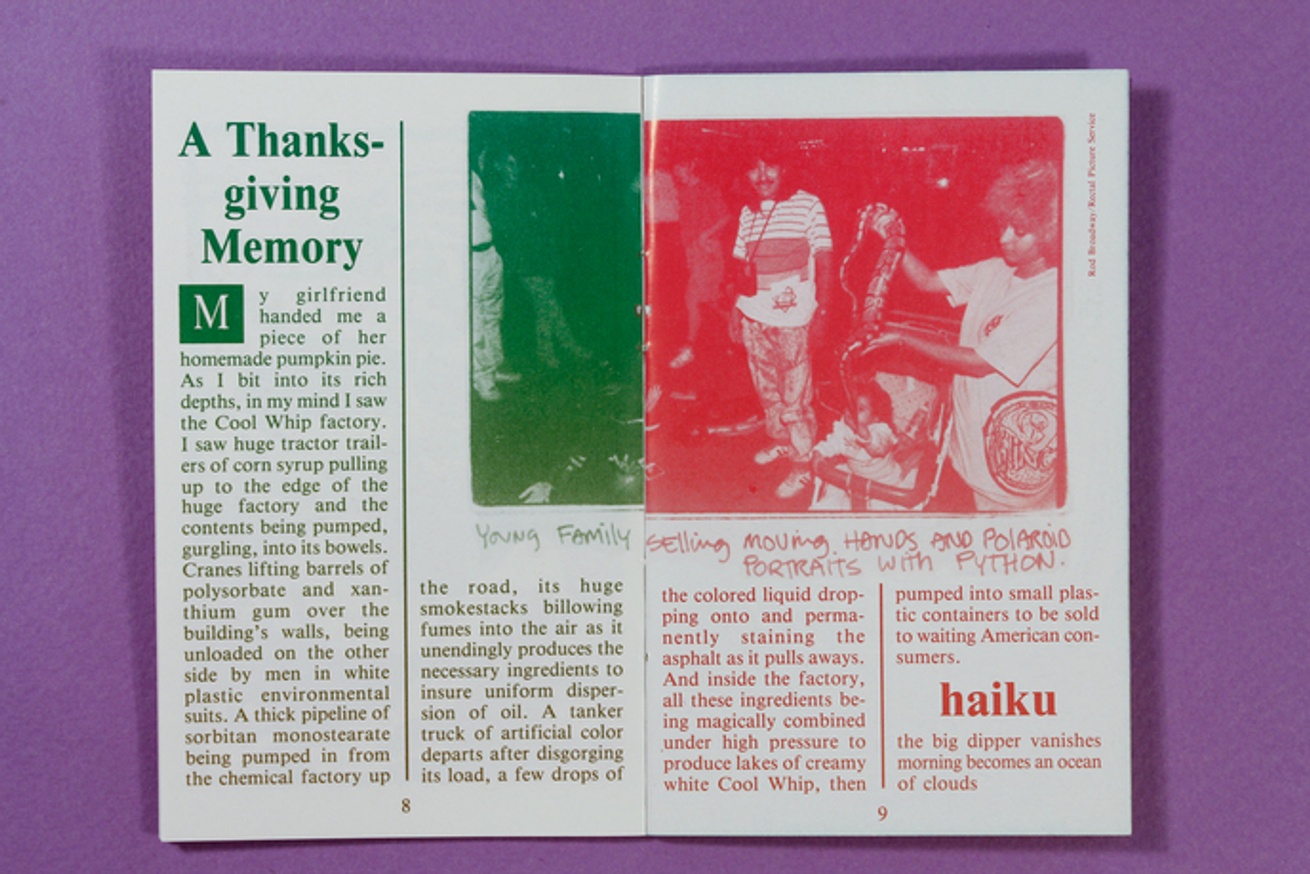 A Thanks-
giving
Memory
My girlfriend
handed me a
piece of her
homemade pumpkin pie.
As I bit into its rich
depths, in my mind I saw
the Cool Whip factory.
I saw huge tractor trail-
ers of corn syrup pulling
up to the edge of the
huge factory and the
contents being pumped,
gurgling, into its bowels.
Cranes lifting barrels of
polysorbate and xan-
thium gum over the
building's walls, being
unloaded on the other
side by men in white
plastic environmental
suits. A thick pipeline of
sorbitan monostearate
being pumped in from
the chemical factory up
the road, its huge
smokestacks billowing
fumes into the air as it
unendingly produces the
necessary ingredients to
insure uniform disper-
sion of oil. A tanker
truck of artificial color
departs after disgorging
its load, a few drops of
8
Rod Broadway/Rectal Picture Service
Young Family Selling moving HANDS AND POLAROID
PORTRAITS with PYTHON.
the colored liquid drop-
ping onto and perma-
nently staining the
asphalt as it pulls aways.
And inside the factory,
all these ingredients be-
ing magically combined
under high pressure to
produce lakes of creamy
white Cool Whip, then
pumped into small plas-
tic containers to be sold
to waiting American con-
sumers.
haiku
the big dipper vanishes
morning becomes an ocean
of clouds
9